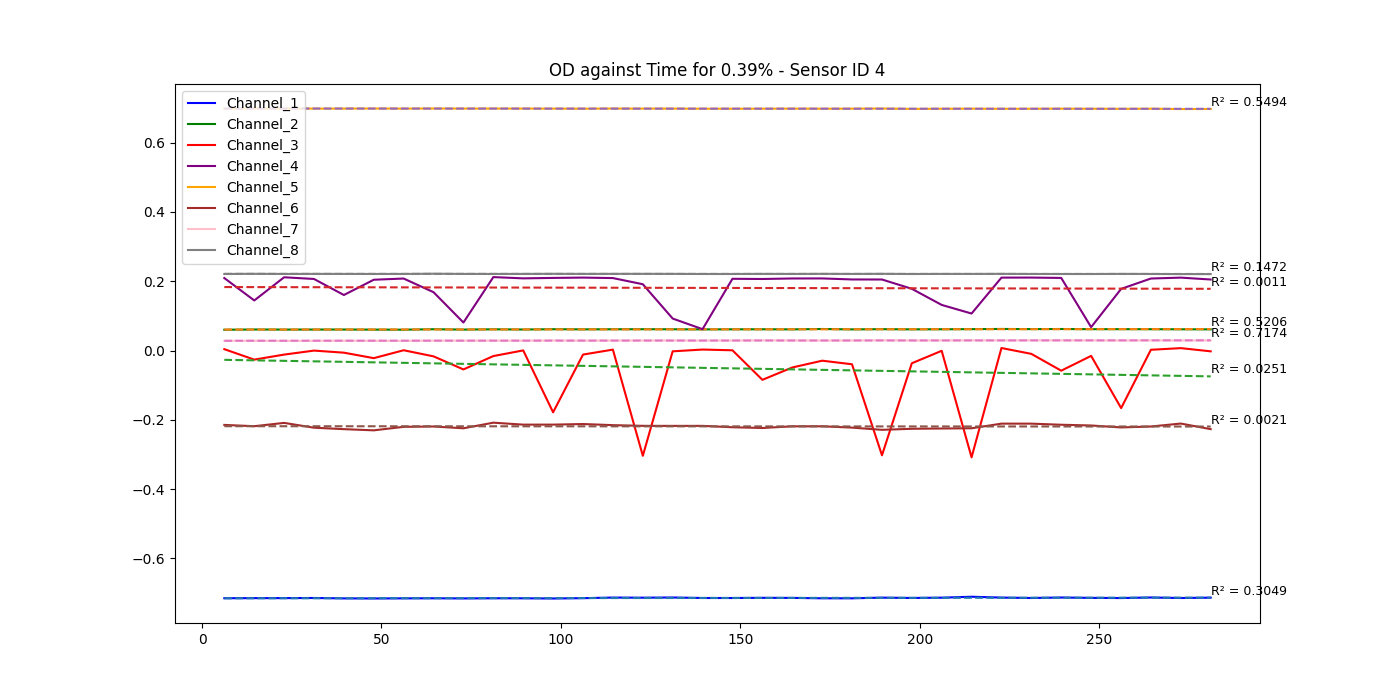 OD against Time for 0.39% - Sensor ID 4
Channel_1
Channel_2
Channel_3
Channel_4
Channel_5
Channel_6
Channel_7
Channel_8
R² = 0.5494
R² = 0.1472
R² = 0.0011
R² = 0.5206
R² = 0.7174
R² = 0.0251
R² = 0.0021
R² = 0.3049
0.6
0.4
0.2
0.0
−0.2
−0.4
−0.6
0 50 100 150 200 250